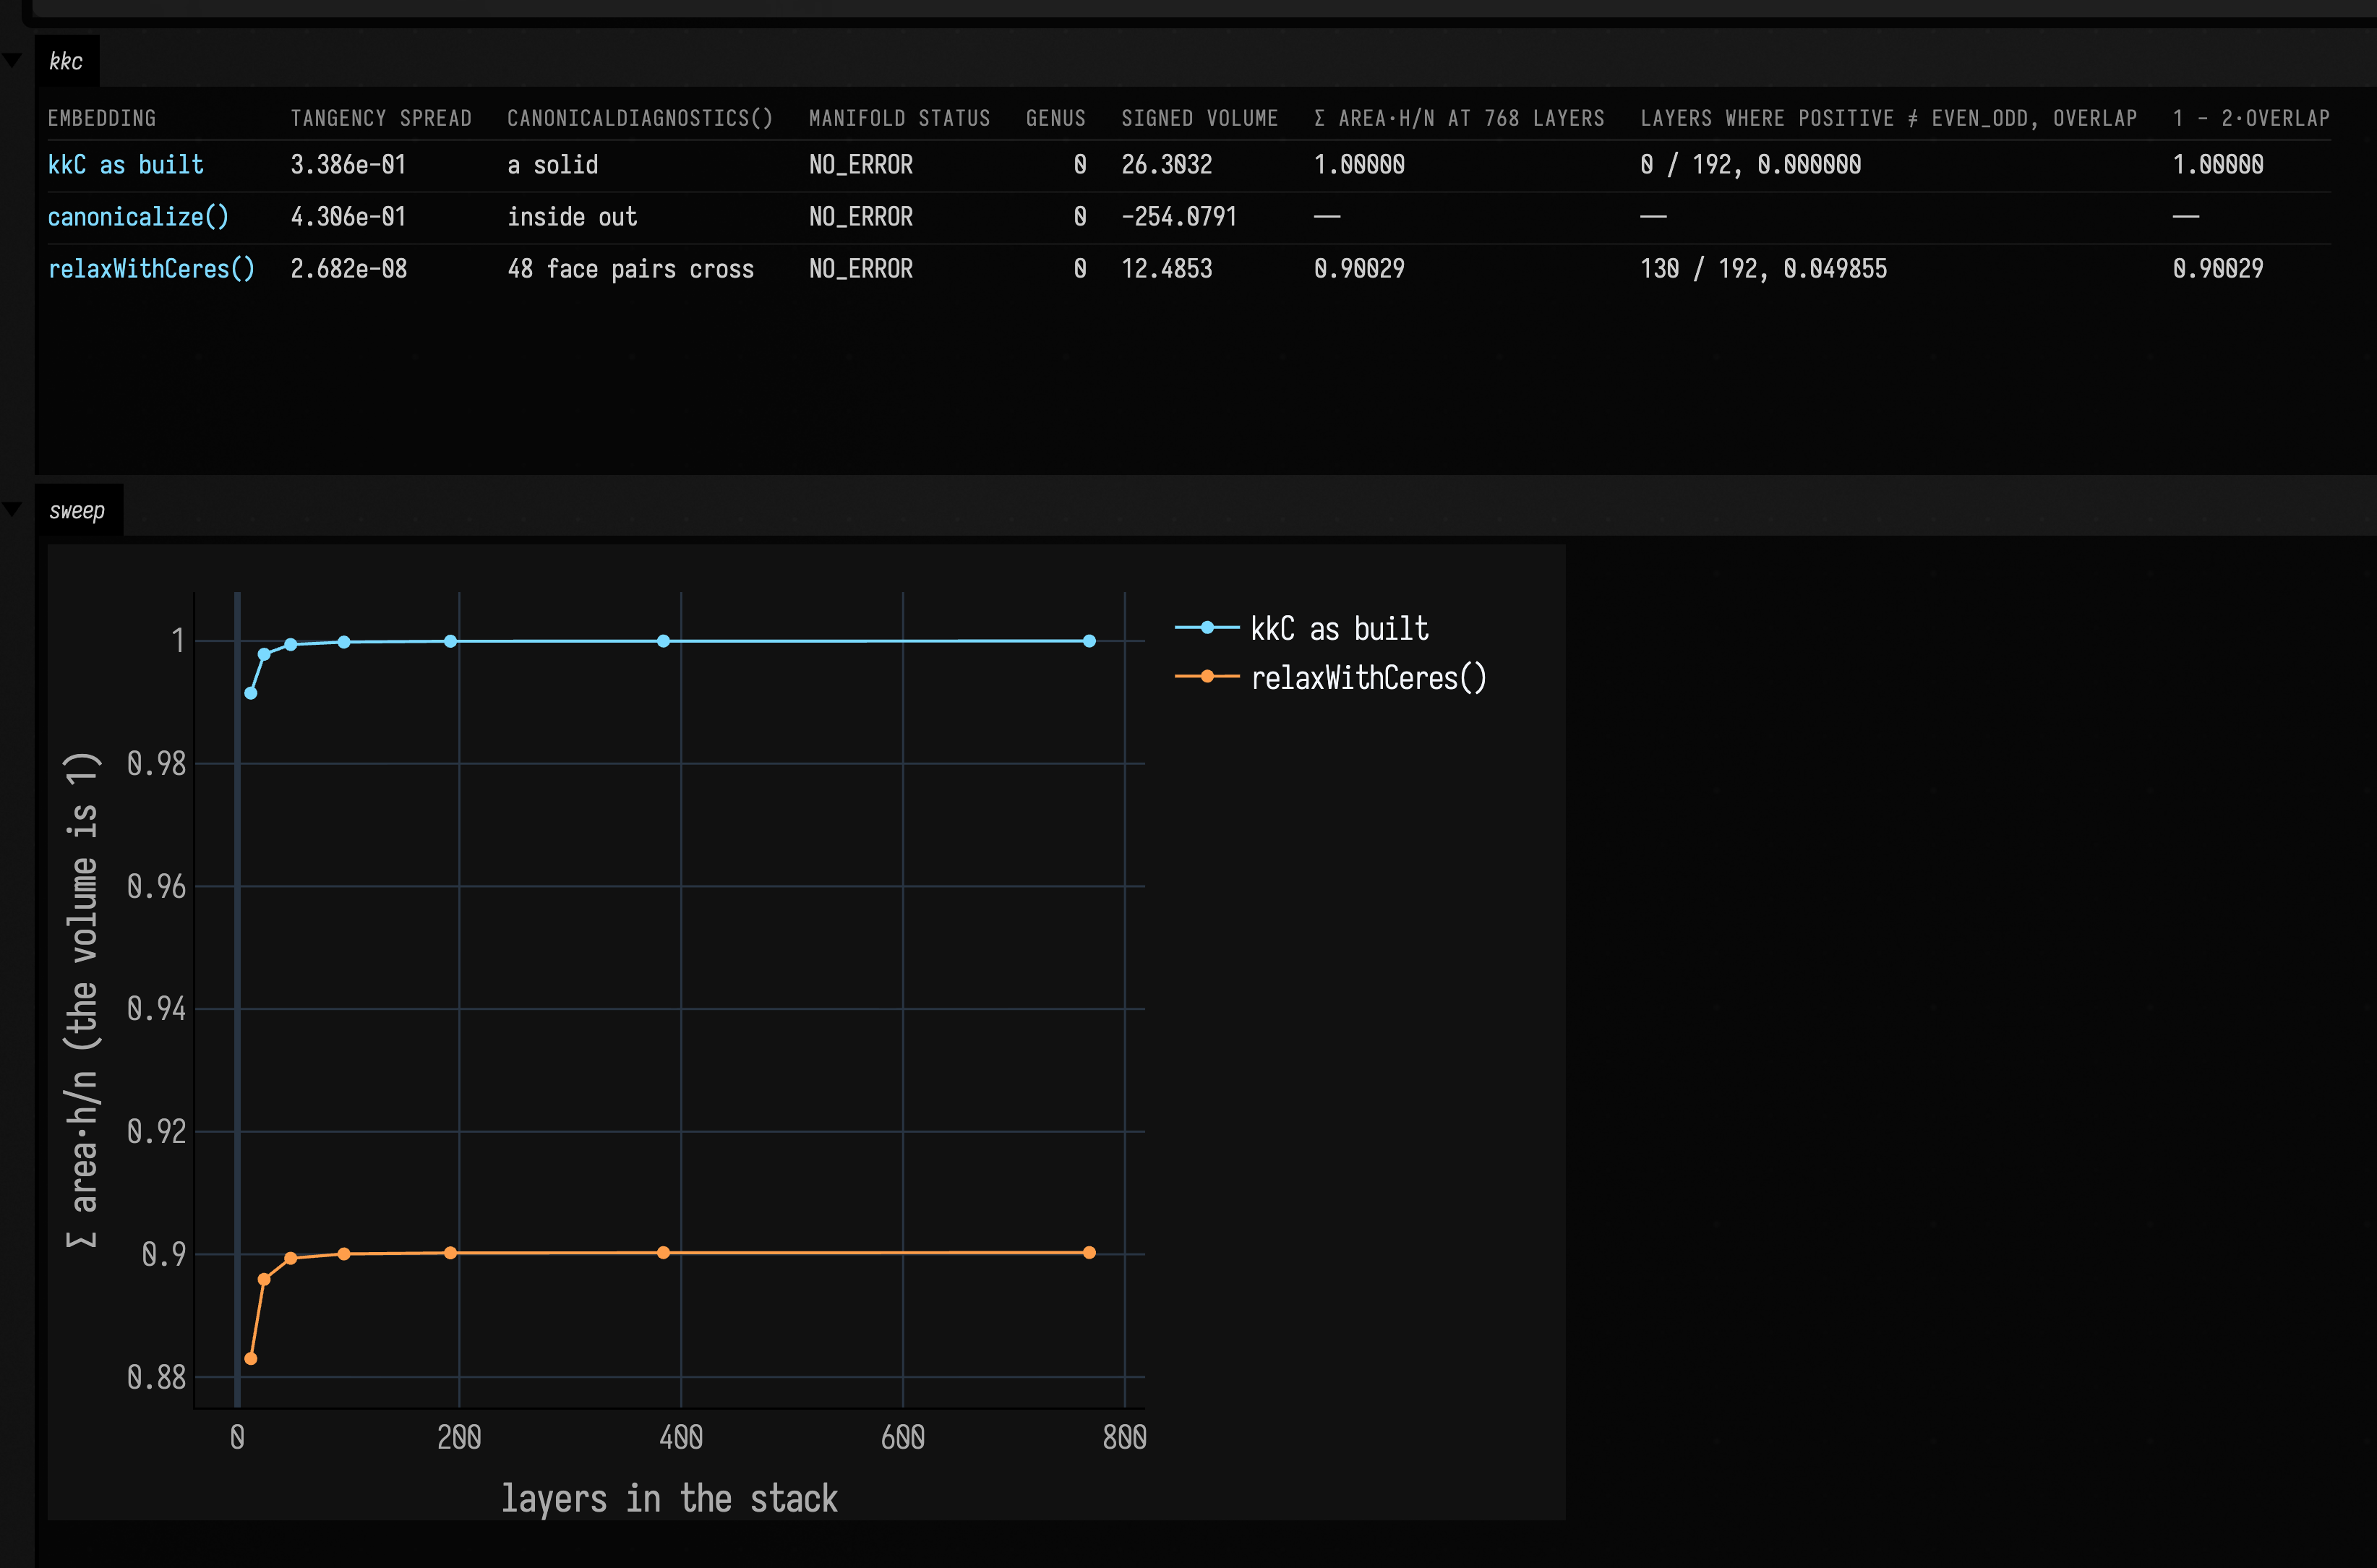 kkc
EMBEDDING TANGENCY SPREAD CANONICALDIAGNOSTICS() MANIFOLD STATUS GENUS SIGNED VOLUME Σ AREA·H/N AT 768 LAYERS LAYERS WHERE POSITIVE ≠ EVEN_ODD, OVERLAP 1 - 2·OVERLAP
kkC as built 3.386e-01 a solid NO_ERROR 0 26.3032 1.00000 0 / 192, 0.000000 1.00000
canonicalize() 4.306e-01 inside out NO_ERROR 0 -254.0791 — — —
relaxWithCeres() 2.682e-08 48 face pairs cross NO_ERROR 0 12.4853 0.90029 130 / 192, 0.049855 0.90029
sweep
kkC as built
relaxWithCeres()
Σ area·h/n (the volume is 1)
1
0.98
0.96
0.94
0.92
0.9
0.88
0 200 400 600 800
layers in the stack